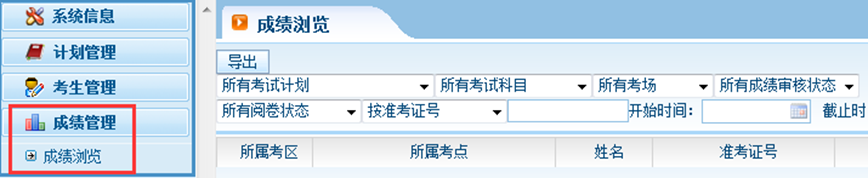 系统信息
计划管理
考生管理
成绩管理
成绩浏览
成绩浏览
导出
所有考试计划 所有考试科目 所有考场 所有成绩审核状态
所有阅卷状态 按准考证号 开始时间: 截止时
所属考区 所属考点 姓名 准考证号